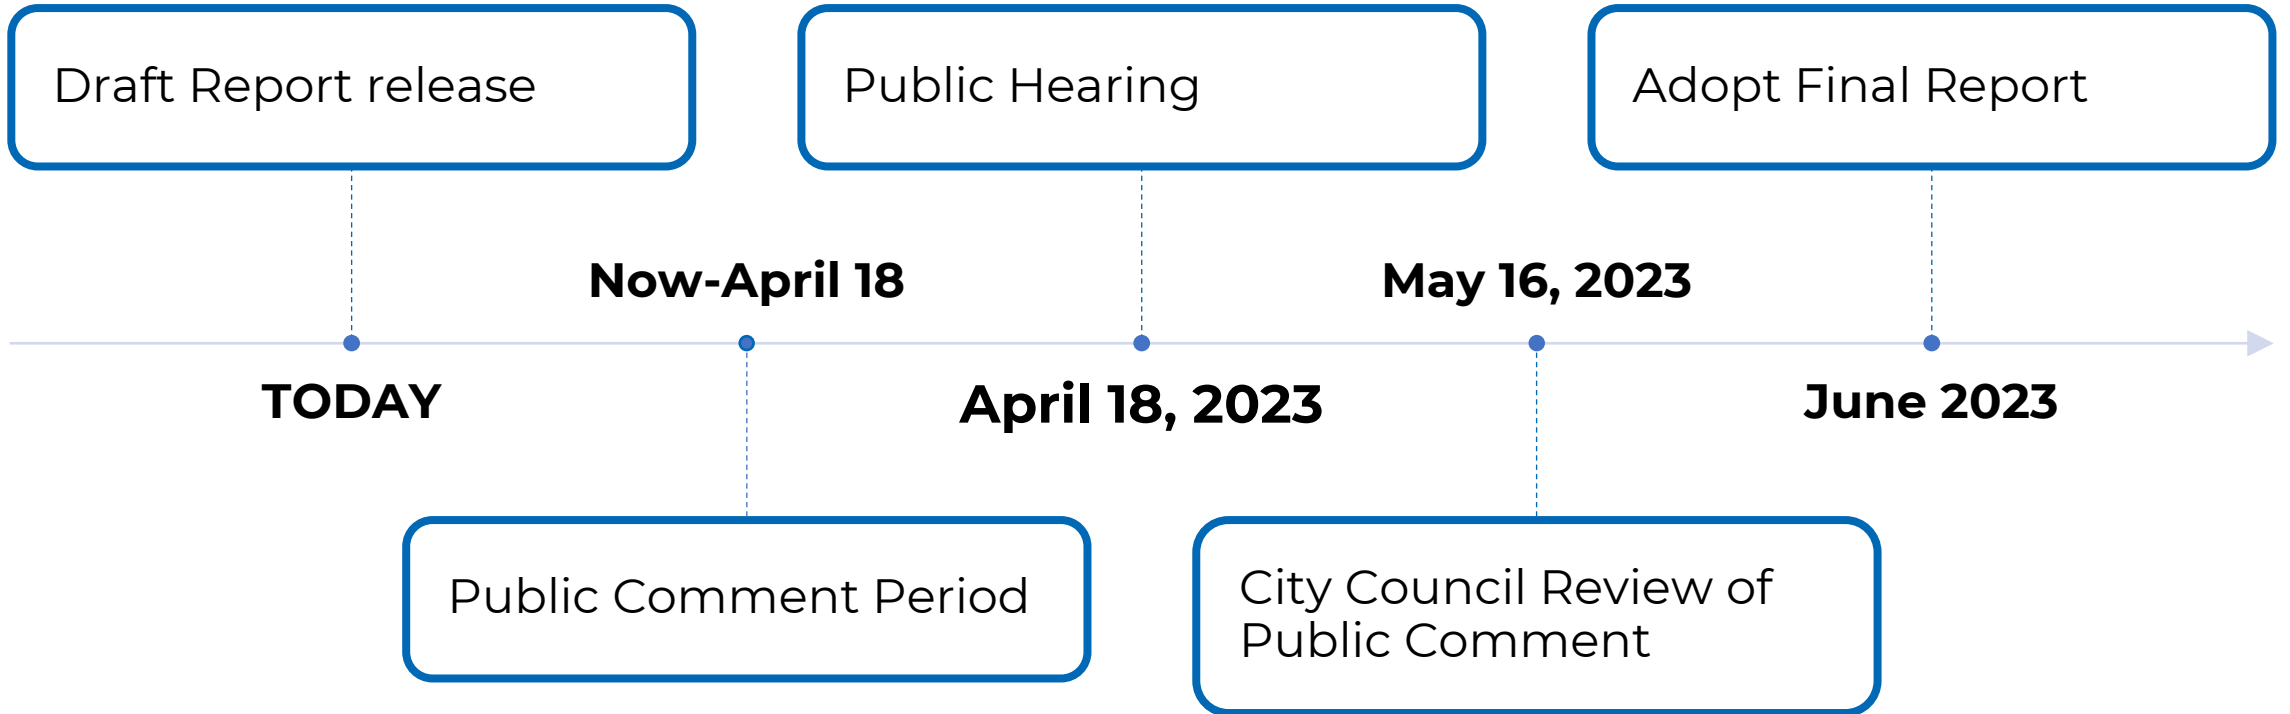 Draft Report release
Public Hearing
Adopt Final Report
Now-April 18
May 16, 2023
TODAY
April 18, 2023
June 2023
Public Comment Period
City Council Review of
Public Comment